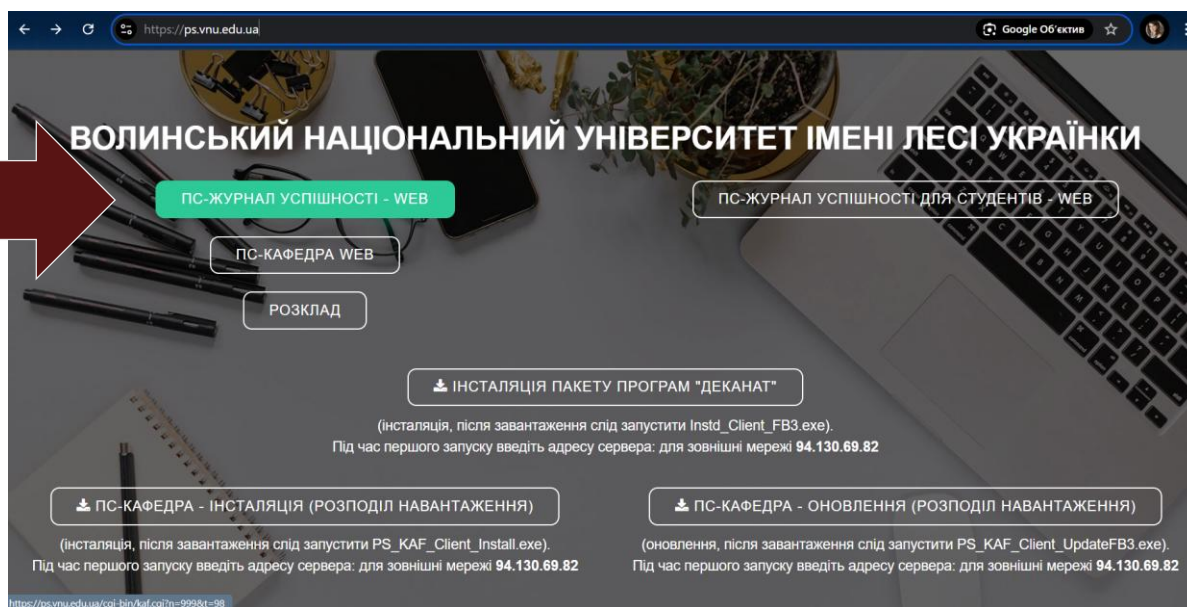 https://ps.vnu.edu.ua
Google Об'єктив
ВОЛИНСЬКИЙ НАЦІОНАЛЬНИЙ УНІВЕРСИТЕТ ІМЕНІ ЛЕСІ УКРАЇНКИ
ПС-ЖУРНАЛ УСПІШНОСТІ - WEB
ПС-ЖУРНАЛ УСПІШНОСТІ ДЛЯ СТУДЕНТІВ - WEB
ПС-КАФЕДРА WEB
РОЗКЛАД
ІНСТАЛЯЦІЯ ПАКЕТУ ПРОГРАМ "ДЕКАНАТ"
(інсталяція, після завантаження слід запустити Instd_Client_FB3.exe).
Під час першого запуску введіть адресу сервера: для зовнішні мережі 94.130.69.82
ПС-КАФЕДРА - ІНСТАЛЯЦІЯ (РОЗПОДІЛ НАВАНТАЖЕННЯ)
(інсталяція, після завантаження слід запустити PS_KAF_Client_Install.exe).
Під час першого запуску введіть адресу сервера: для зовнішні мережі 94.130.69.82
ПС-КАФЕДРА - ОНОВЛЕННЯ (РОЗПОДІЛ НАВАНТАЖЕННЯ)
(оновлення, після завантаження слід запустити PS_KAF_Client_UpdateFB3.exe).
Під час першого запуску введіть адресу сервера: для зовнішні мережі 94.130.69.82
https://ps.vnu.edu.ua/cgi-bin/kaf.cgi?n=999&t=98